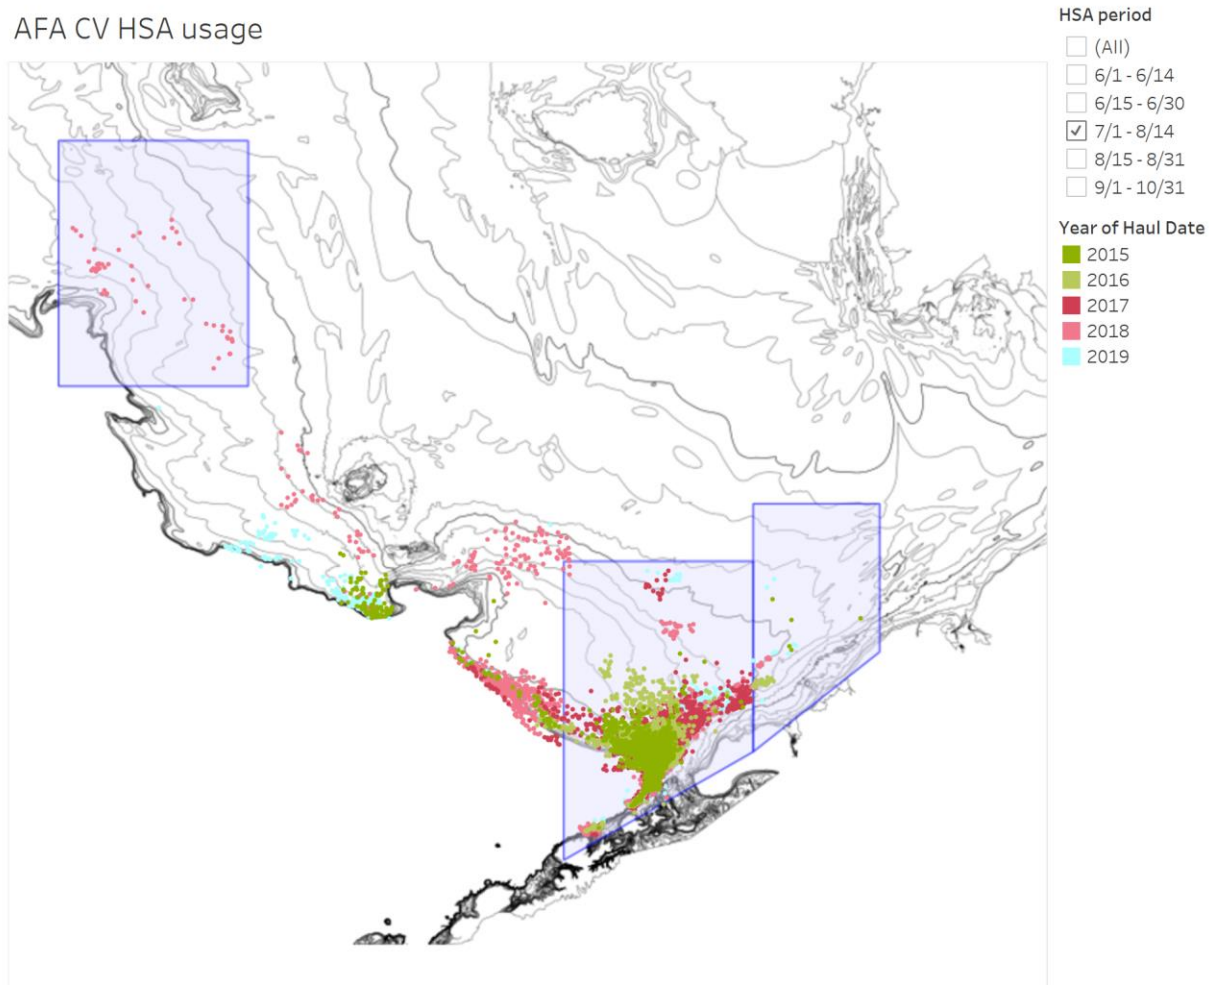 AFA CV HSA usage
HSA period
(All)
6/1 - 6/14
6/15 - 6/30
7/1 - 8/14
8/15 - 8/31
9/1 - 10/31
Year of Haul Date
2015
2016
2017
2018
2019